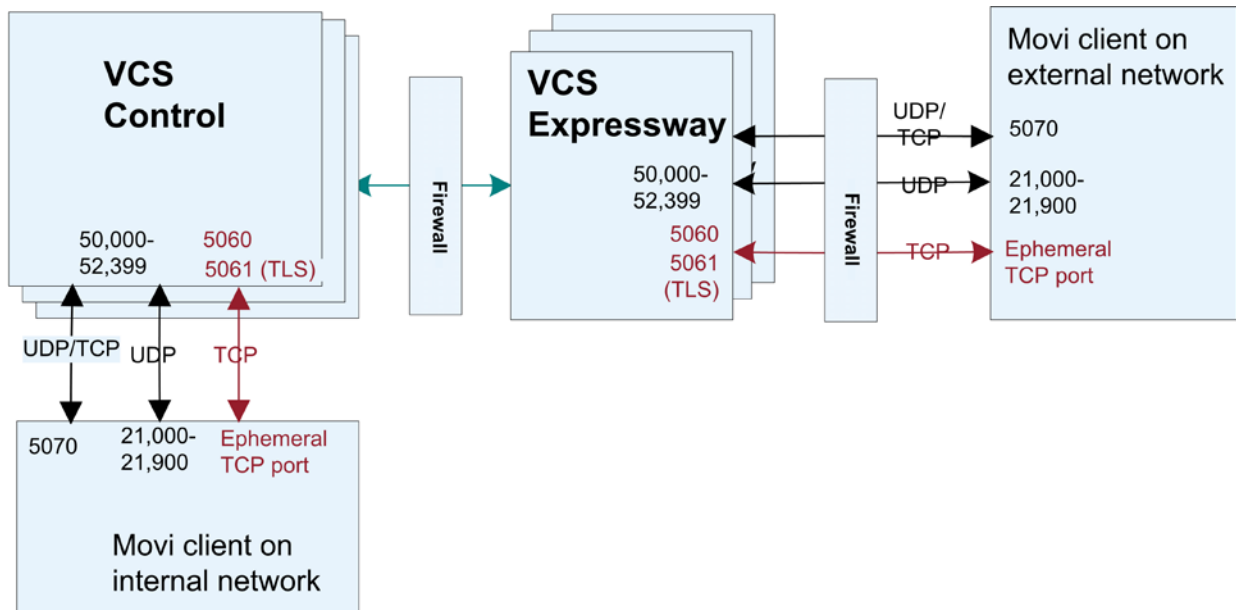 VCS
Control
50,000-
52,399
5060
5061 (TLS)
UDP/TCP
UDP
TCP
5070
21,000-
21,900
Ephemeral
TCP port
Movi client on
internal network
Firewall
VCS
Expressway
50,000-
52,399
5060
5061
(TLS)
Firewall
UDP/
TCP
UDP
TCP
Movi client on
external network
5070
21,000-
21,900
Ephemeral
TCP port